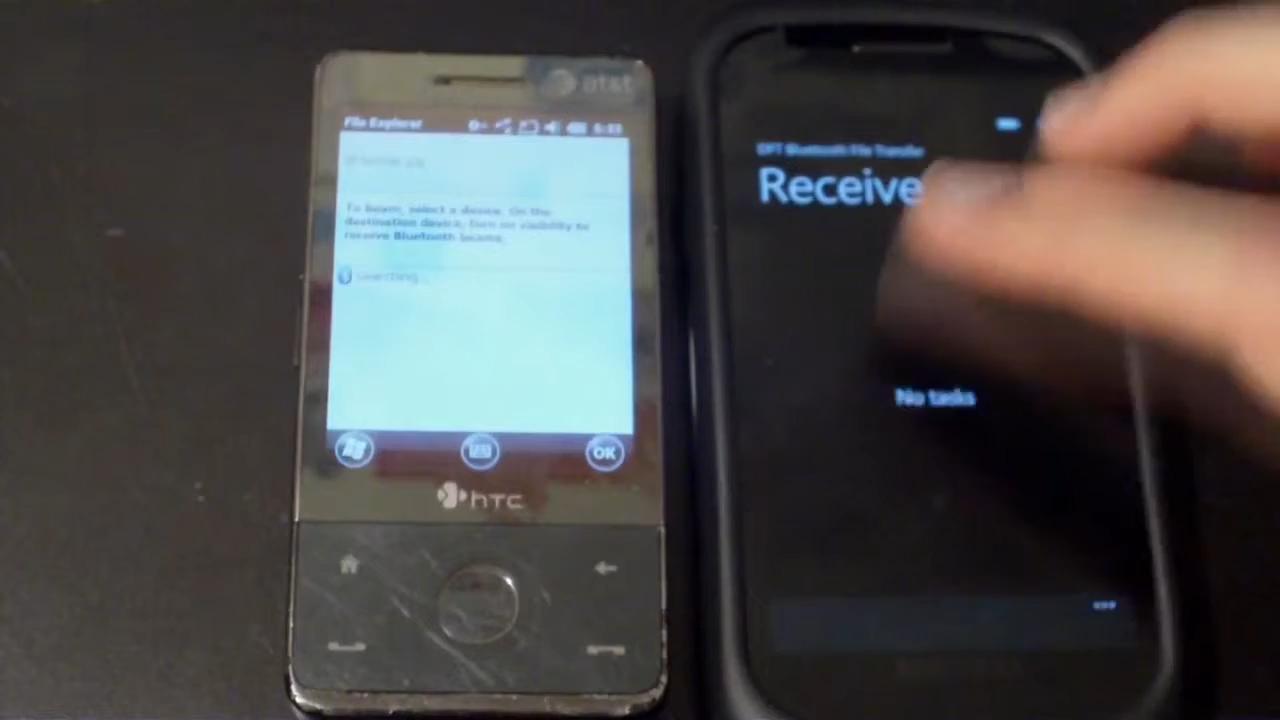 at&t
File Explorer
To beam, select a device. On the
destination device, turn on visibility to
receive Bluetooth beams.
Searching...
OK
hTC
DFT Bluetooth File Transfer
Receive
No tasks